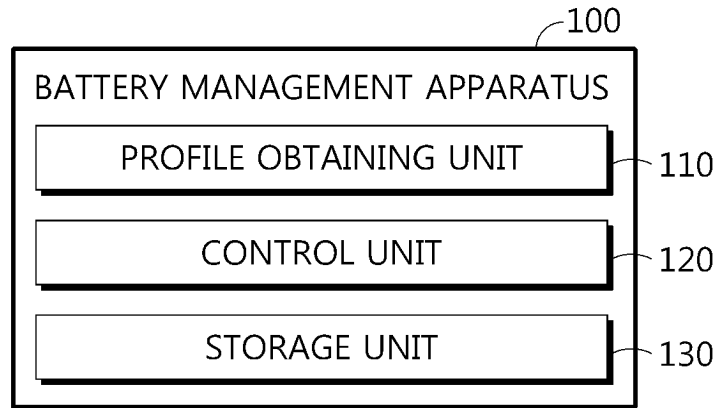 100
BATTERY MANAGEMENT APPARATUS
PROFILE OBTAINING UNIT
110
CONTROL UNIT
120
STORAGE UNIT
130